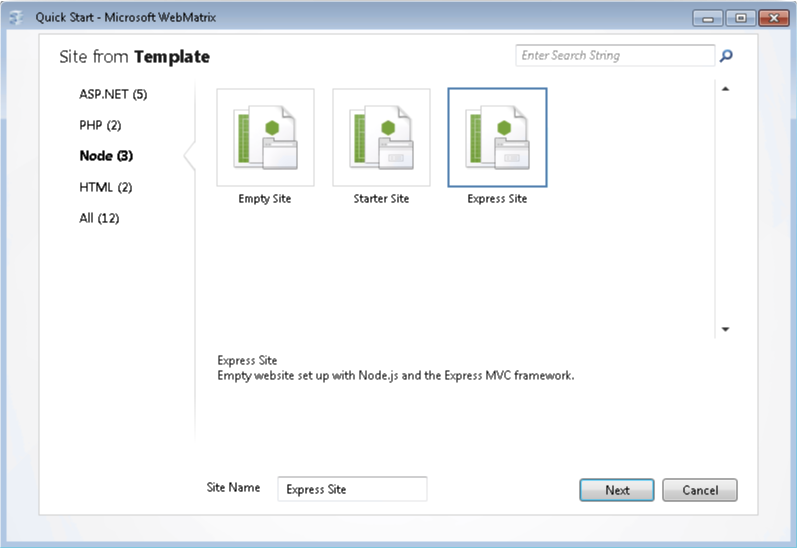 Quick Start - Microsoft WebMatrix
Site from Template
Enter Search String
ASP.NET (5)
PHP (2)
Node (3)
HTML (2)
All (12)
Empty Site
Starter Site
Express Site
Express Site
Empty website set up with Node.js and the Express MVC framework.
Site Name
Express Site
Next
Cancel